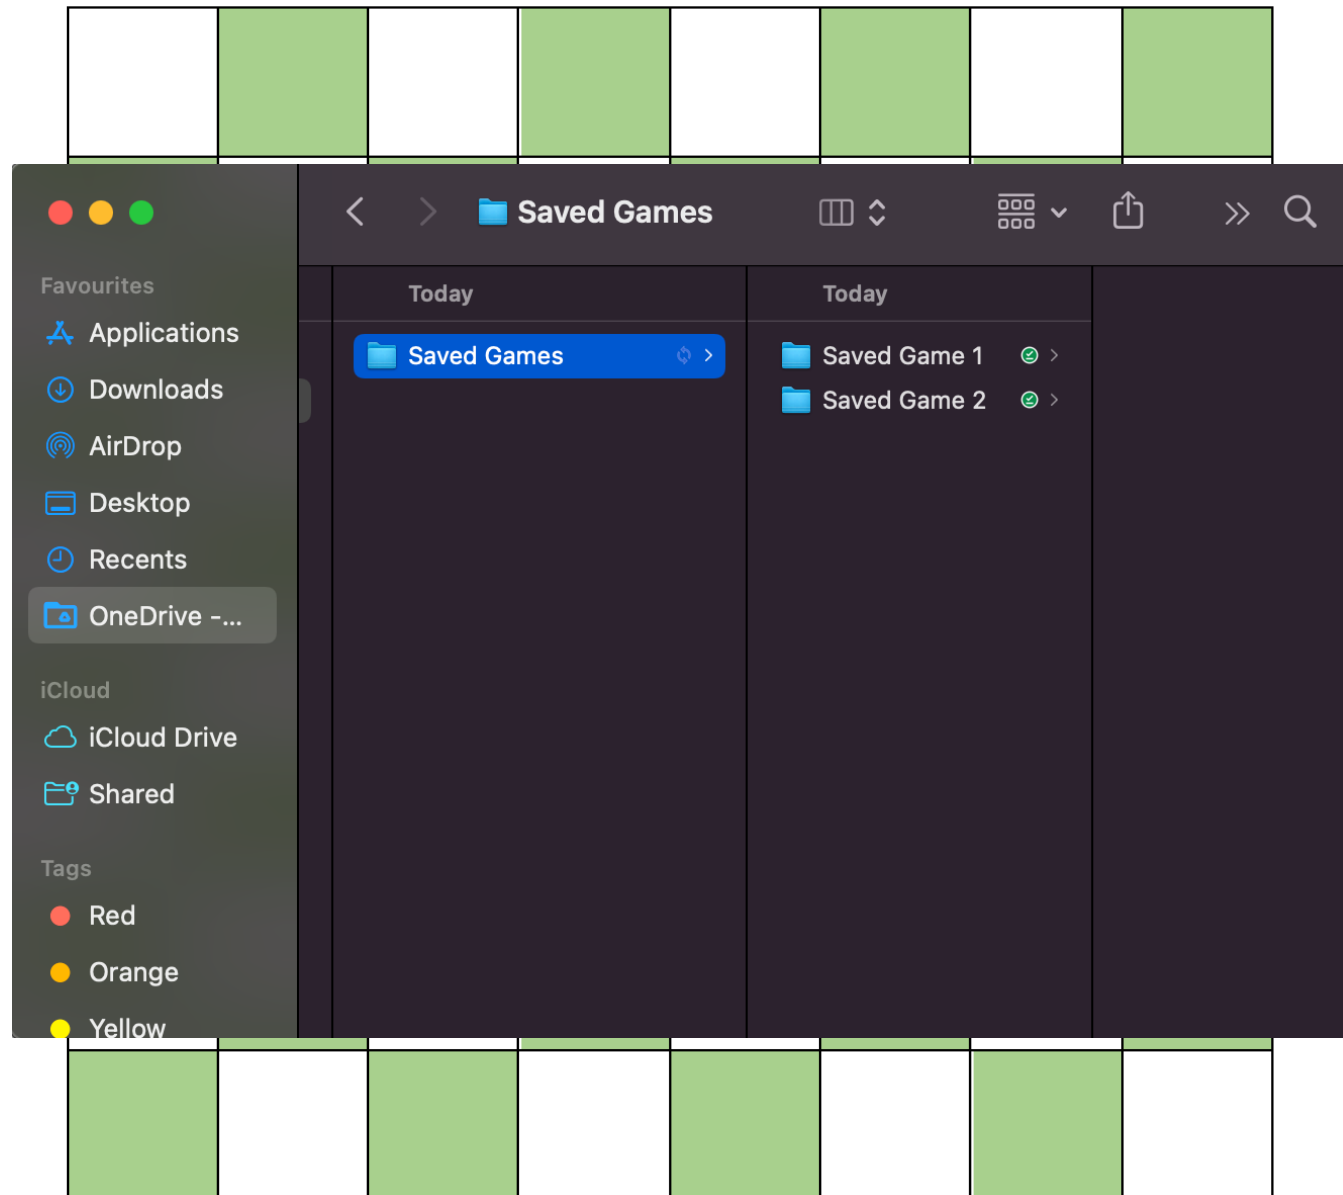 Saved Games
Favourites
Applications
Downloads
AirDrop
Desktop
Recents
OneDrive -...
iCloud
iCloud Drive
Shared
Tags
Red
Orange
Yellow
Today
Saved Games
Today
Saved Game 1
Saved Game 2